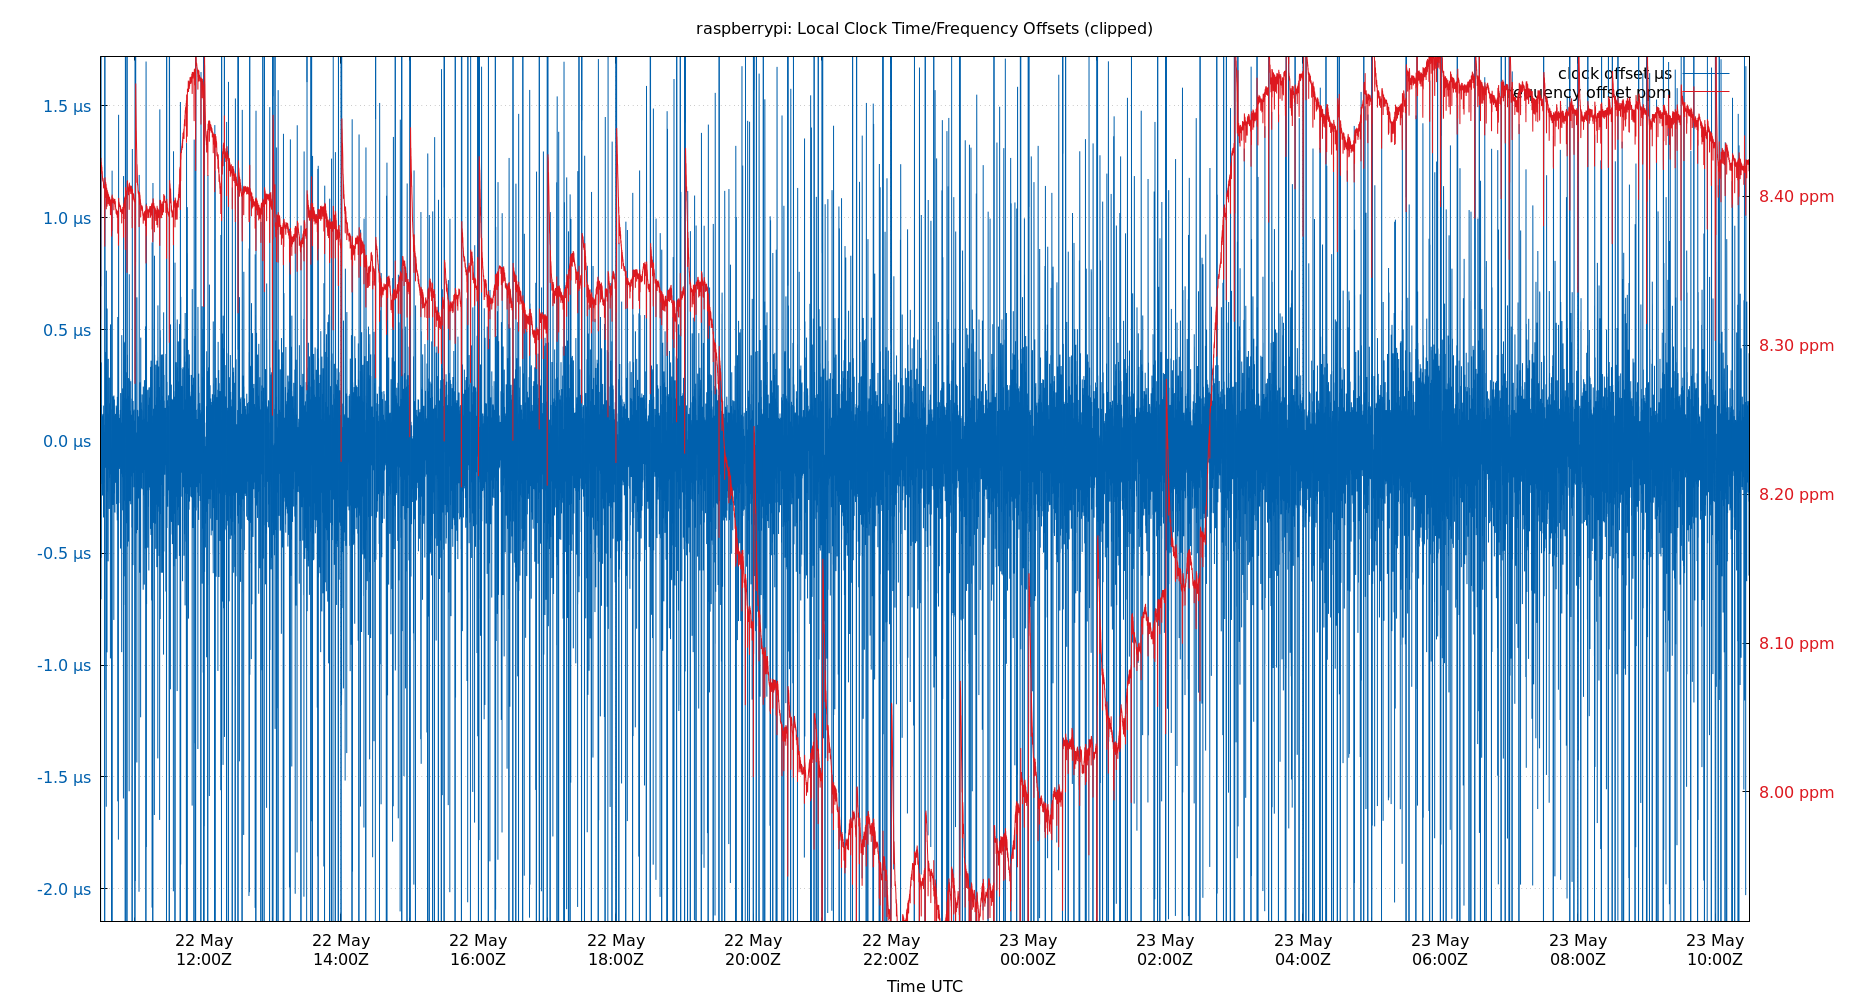 raspberrypi: Local Clock Time/Frequency Offsets (clipped)
clock offset µs
frequency offset ppm
1.5 µs
1.0 µs
0.5 µs
0.0 µs
-0.5 µs
-1.0 µs
-1.5 µs
-2.0 µs
8.40 ppm
8.30 ppm
8.20 ppm
8.10 ppm
8.00 ppm
22 May 22 May 22 May 22 May 22 May 22 May 23 May 23 May 23 May 23 May 23 May 23 May
12:00Z 14:00Z 16:00Z 18:00Z 20:00Z 22:00Z 00:00Z 02:00Z 04:00Z 06:00Z 08:00Z 10:00Z
Time UTC